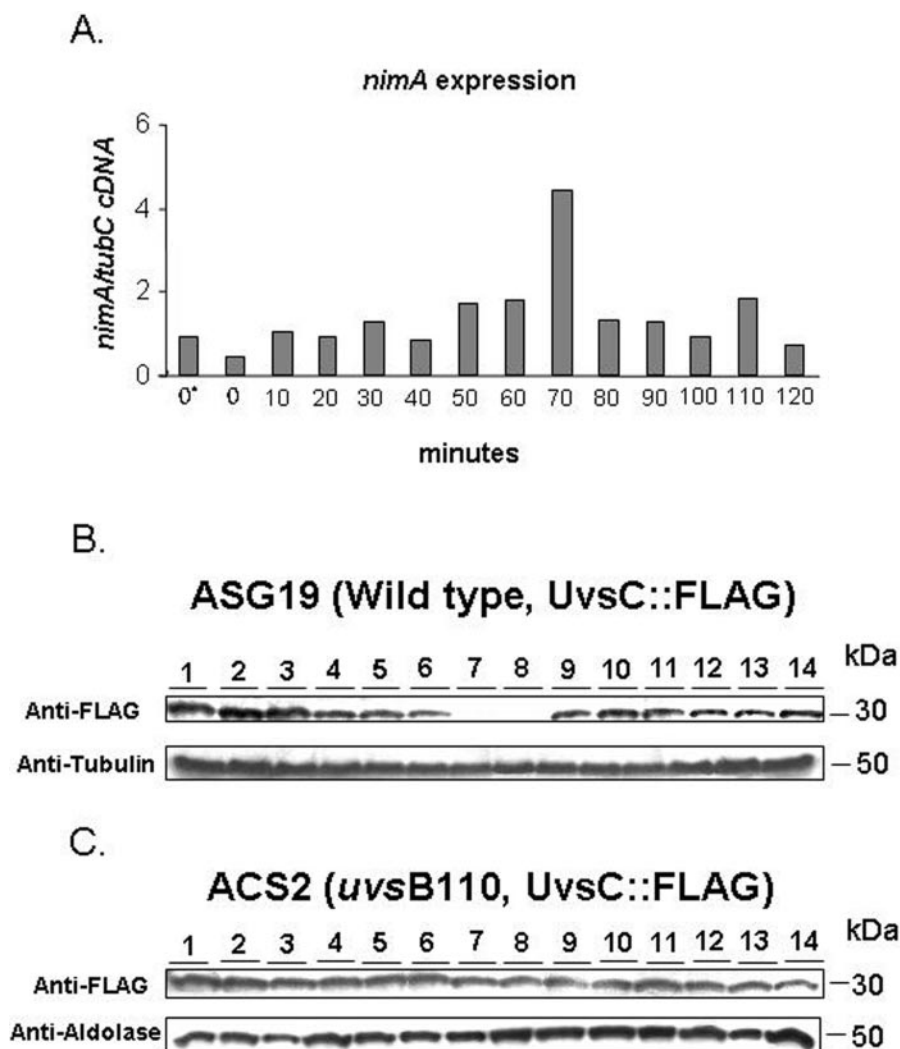 A.
nimA expression
nimA/tubC cDNA
6
4
2
0
0* 0 10 20 30 40 50 60 70 80 90 100 110 120
minutes
B.
ASG19 (Wild type, UvsC::FLAG)
1 2 3 4 5 6 7 8 9 10 11 12 13 14 kDa
Anti-FLAG 30
Anti-Tubulin 50
C.
ACS2 (uvsB110, UvsC::FLAG)
1 2 3 4 5 6 7 8 9 10 11 12 13 14 kDa
Anti-FLAG 30
Anti-Aldolase 50